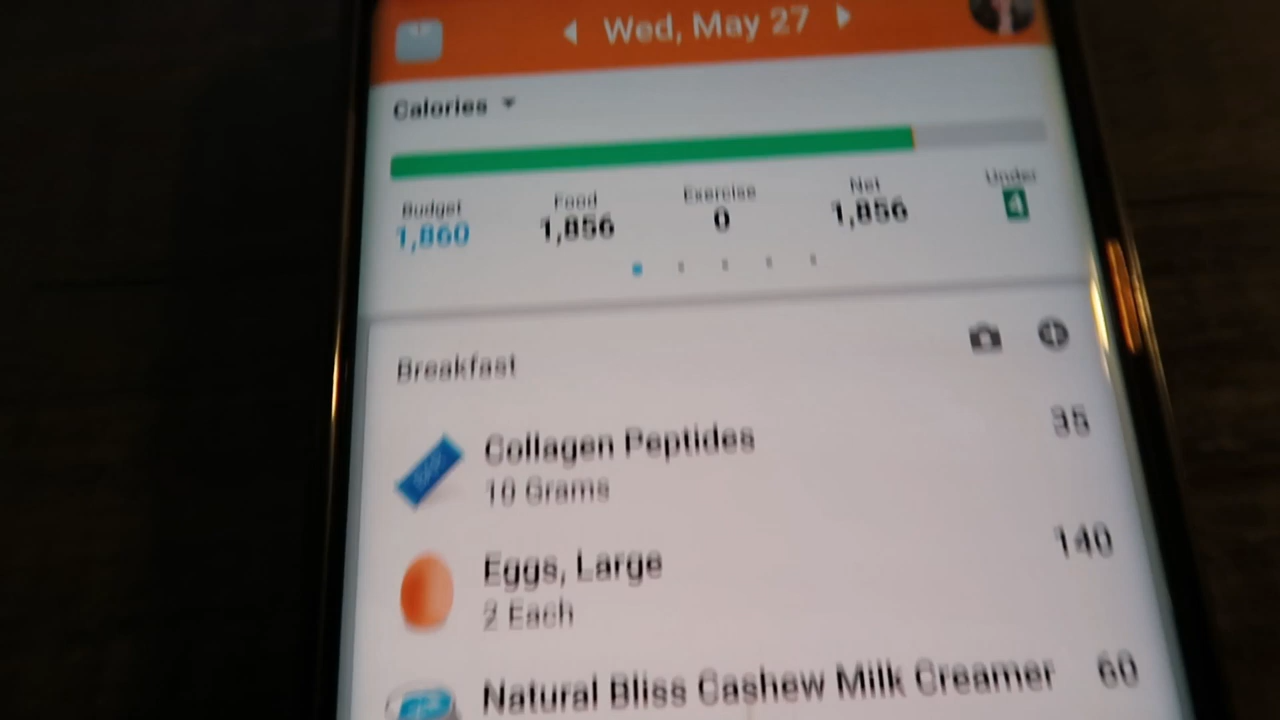 Wed, May 27
Calories
Budget Food Exercise Net Under
1,860 1,856 0 1,856 4
Breakfast
Collagen Peptides 35
10 Grams
Eggs, Large 140
2 Each
Natural Bliss Cashew Milk Creamer 60